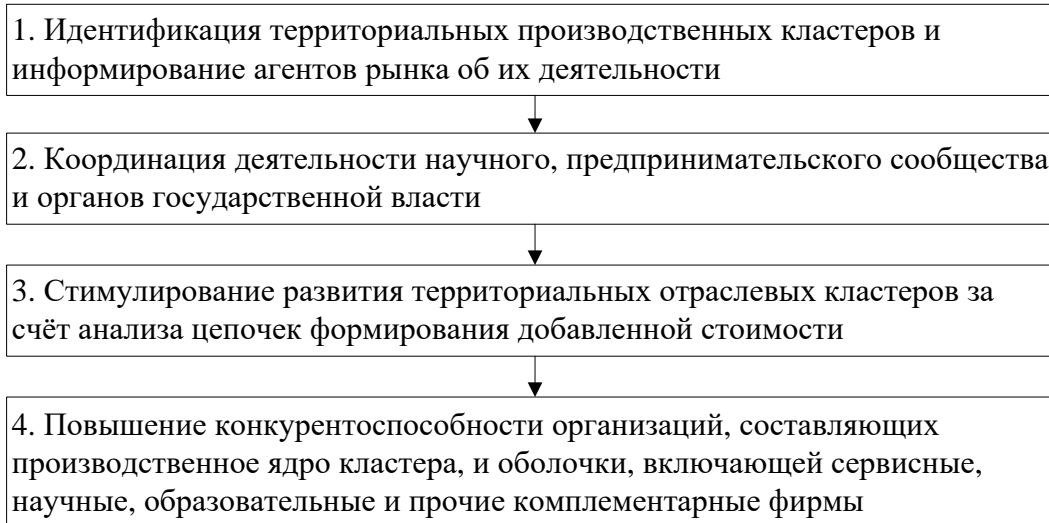 1. Идентификация территориальных производственных кластеров и
информирование агентов рынка об их деятельности
2. Координация деятельности научного, предпринимательского сообщества
и органов государственной власти
3. Стимулирование развития территориальных отраслевых кластеров за
счёт анализа цепочек формирования добавленной стоимости
4. Повышение конкурентоспособности организаций, составляющих
производственное ядро кластера, и оболочки, включающей сервисные,
научные, образовательные и прочие комплементарные фирмы